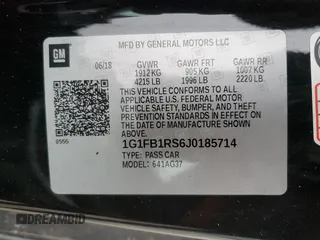 GM
MFD BY GENERAL MOTORS LLC
06/18 GVWR GAWR FRT GAWR RR
1912 KG 905 KG 1007 KG
4215 LB 1996 LB 2220 LB
THIS VEHICLE CONFORMS TO ALL
APPLICABLE U.S. FEDERAL MOTOR
VEHICLE SAFETY, BUMPER, AND THEFT
PREVENTION STANDARDS IN EFFECT ON
THE DATE OF MANUFACTURE SHOWN
ABOVE.
1G1FB1RS6J0185714
TYPE: PASS CAR
MODEL: 641AG37
DREAMBID